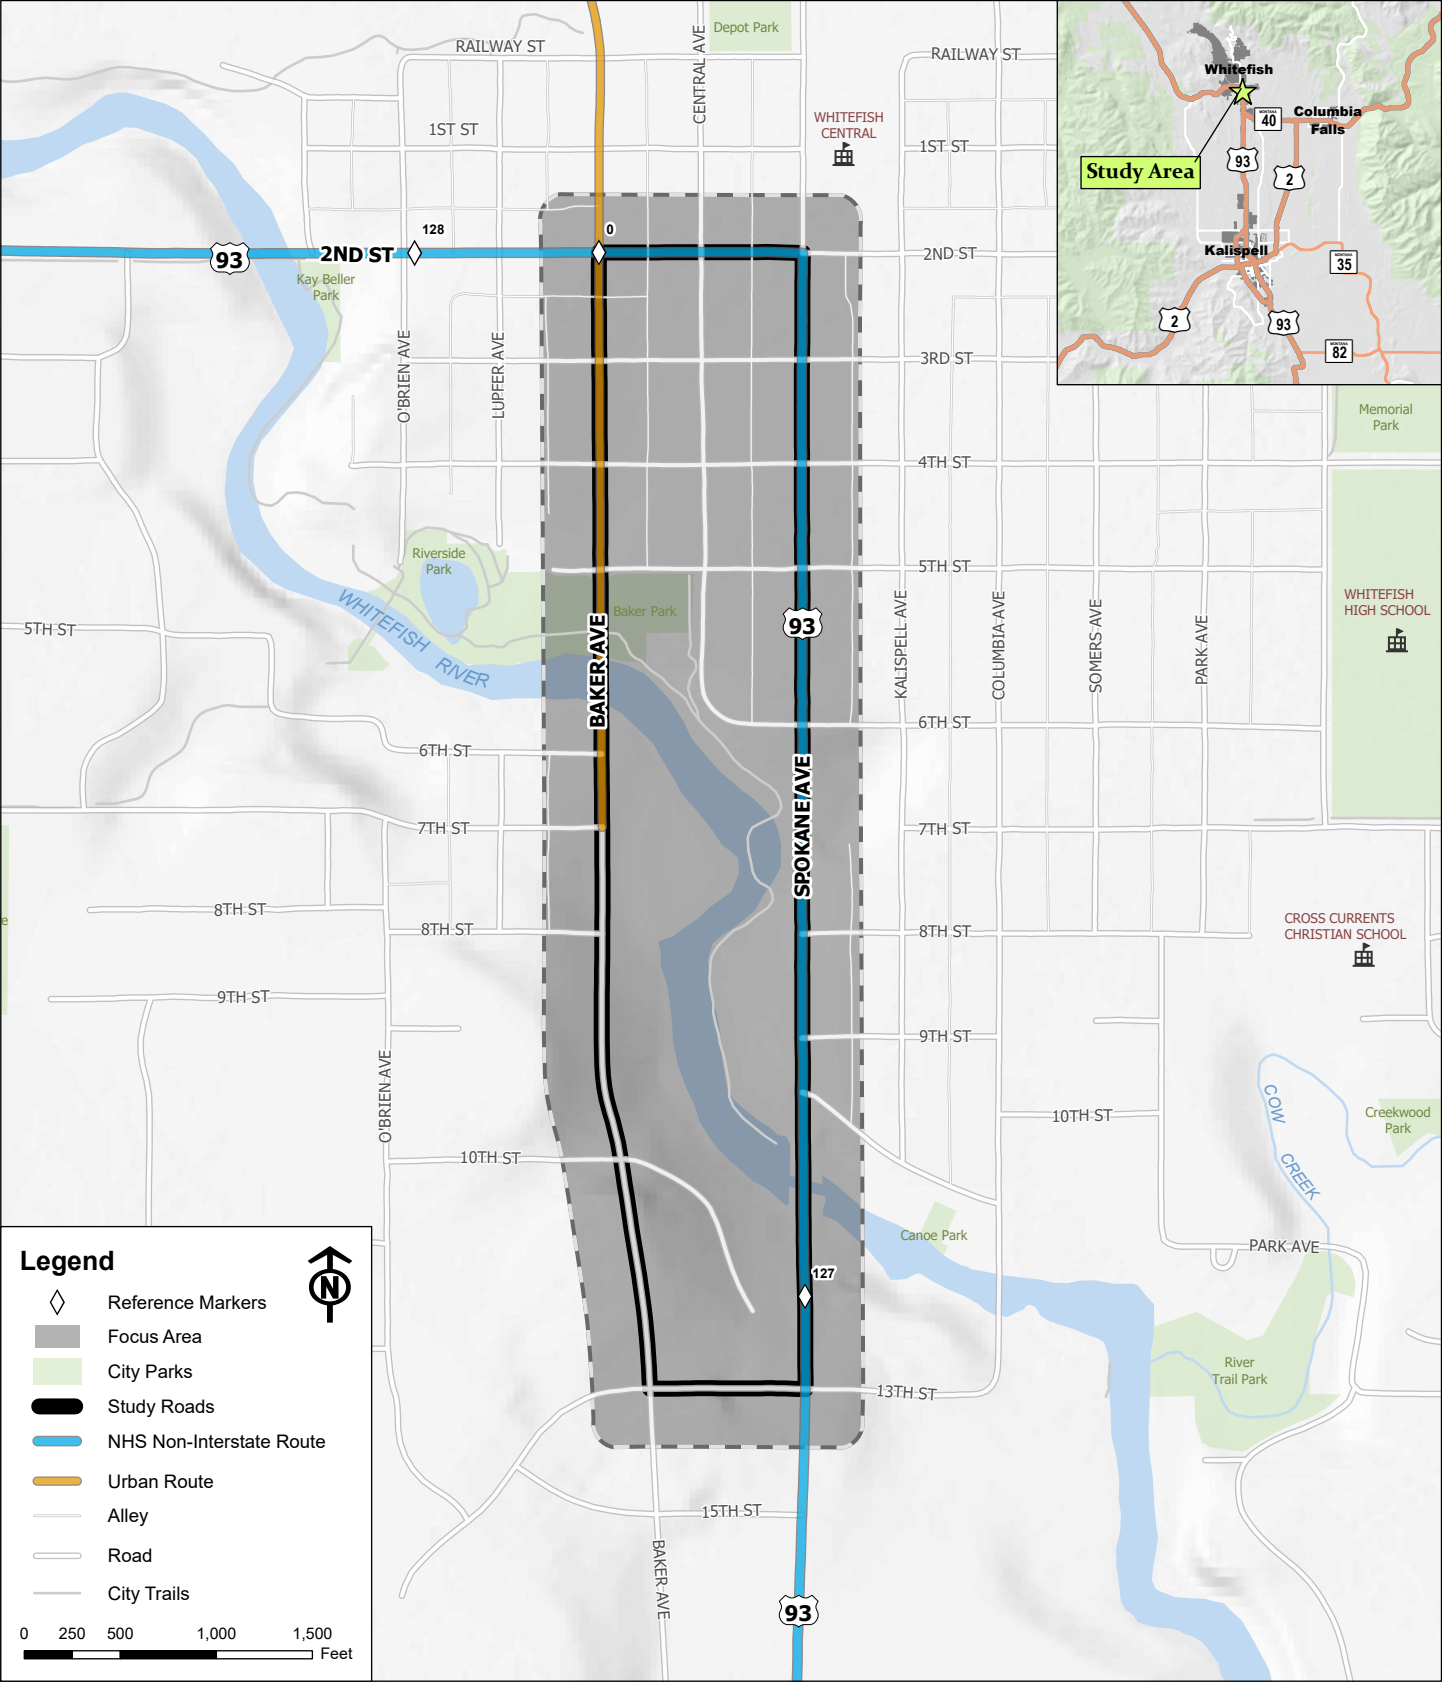 Depot Park
RAILWAY ST
CENTRAL AVE
RAILWAY ST
1ST ST
WHITEFISH
CENTRAL
1ST ST
128
0
93
2ND ST
2ND ST
Kay Beller
Park
O'BRIEN AVE
LUPFER AVE
3RD ST
Memorial
Park
4TH ST
Riverside
Park
5TH ST
WHITEFISH
HIGH SCHOOL
Baker Park
WHITEFISH RIVER
5TH ST
BAKER AVE
93
KALISPELL AVE
COLUMBIA AVE
SOMERS AVE
PARK AVE
6TH ST
6TH ST
SPOKANE AVE
7TH ST
7TH ST
e
8TH ST
8TH ST
8TH ST
CROSS CURRENTS
CHRISTIAN SCHOOL
9TH ST
9TH ST
O'BRIEN AVE
COW CREEK
10TH ST
Creekwood
Park
10TH ST
Canoe Park
PARK AVE
127
River
Trail Park
13TH ST
15TH ST
BAKER AVE
93
Whitefish
MONTANA
40
Columbia
Falls
Study Area
93
2
Kalispell
MONTANA
35
2
93
MONTANA
82
Legend
N
Reference Markers
Focus Area
City Parks
Study Roads
NHS Non-Interstate Route
Urban Route
Alley
Road
City Trails
0 250 500 1,000 1,500
Feet